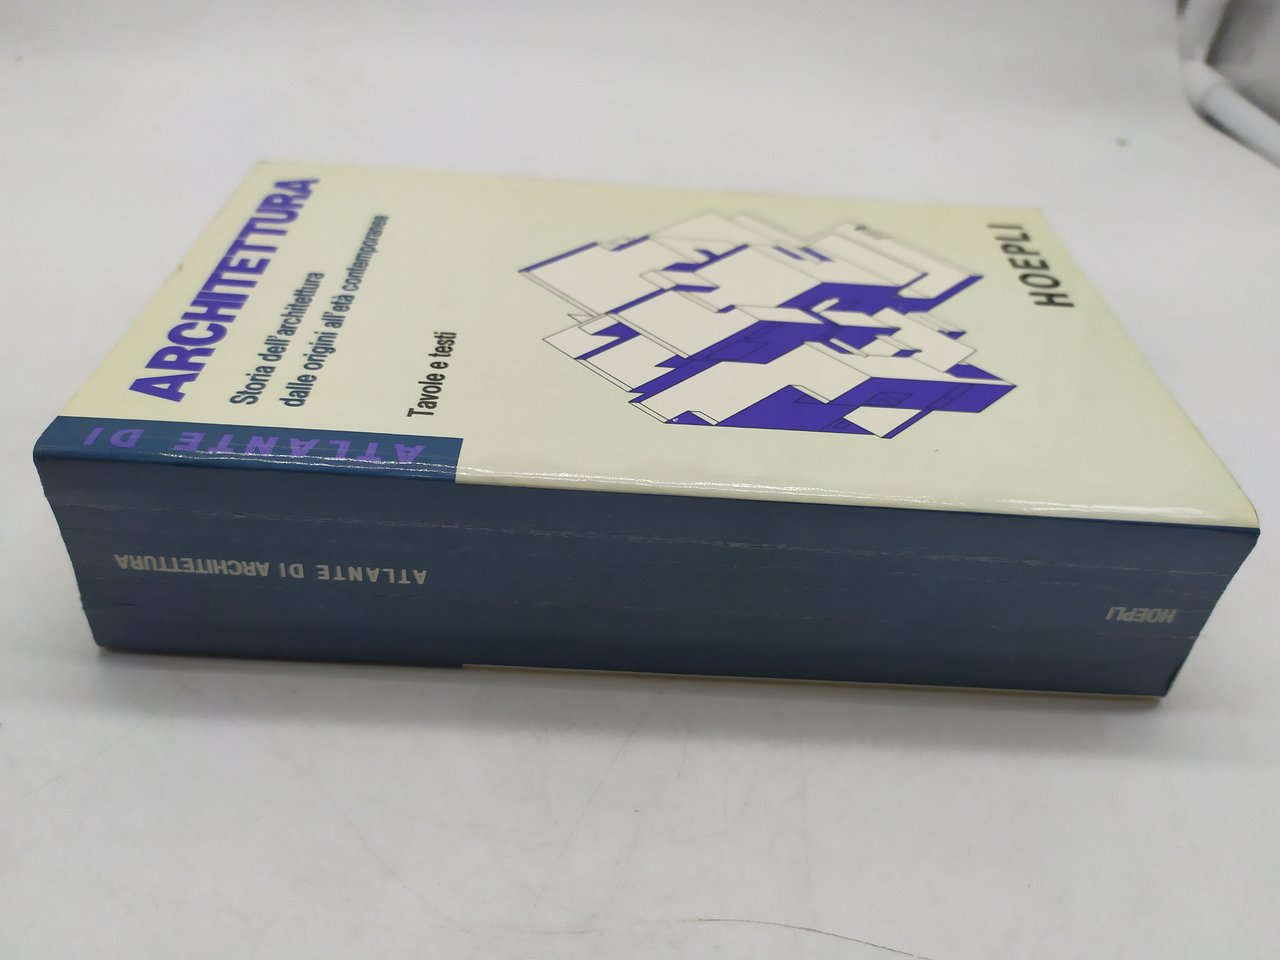 ATLANTE DI
ARCHITETTURA
Storia dell'architettura
dalle origini all'età contemporanea
Tavole e testi
HOEPLI
ATLANTE DI ARCHITETTURA
HOEPLI